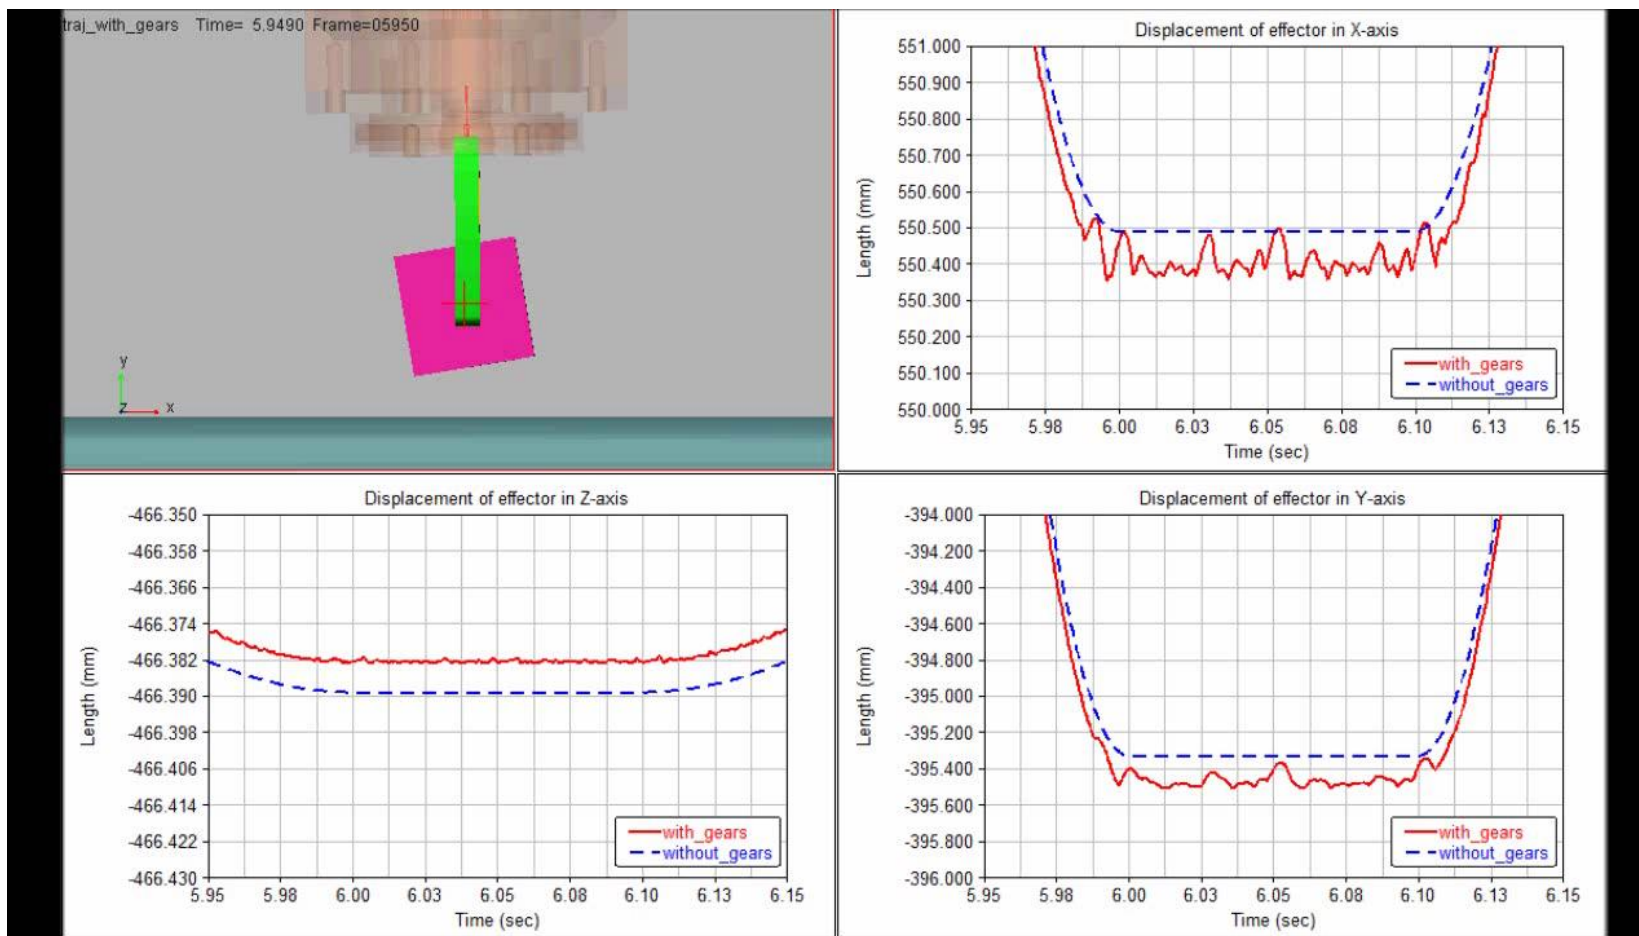 traj_with_gears Time= 5.9490 Frame=05950
y
z x
Displacement of effector in X-axis
551.000
550.900
550.800
550.700
550.600
550.500
550.400
550.300
550.200
550.100
550.000
Length (mm)
with_gears
without_gears
5.95 5.98 6.00 6.03 6.05 6.08 6.10 6.13 6.15
Time (sec)
Displacement of effector in Z-axis
-466.350
-466.358
-466.366
-466.374
-466.382
-466.390
-466.398
-466.406
-466.414
-466.422
-466.430
Length (mm)
with_gears
without_gears
5.95 5.98 6.00 6.03 6.05 6.08 6.10 6.13 6.15
Time (sec)
Displacement of effector in Y-axis
-394.000
-394.200
-394.400
-394.600
-394.800
-395.000
-395.200
-395.400
-395.600
-395.800
-396.000
Length (mm)
with_gears
without_gears
5.95 5.98 6.00 6.03 6.05 6.08 6.10 6.13 6.15
Time (sec)